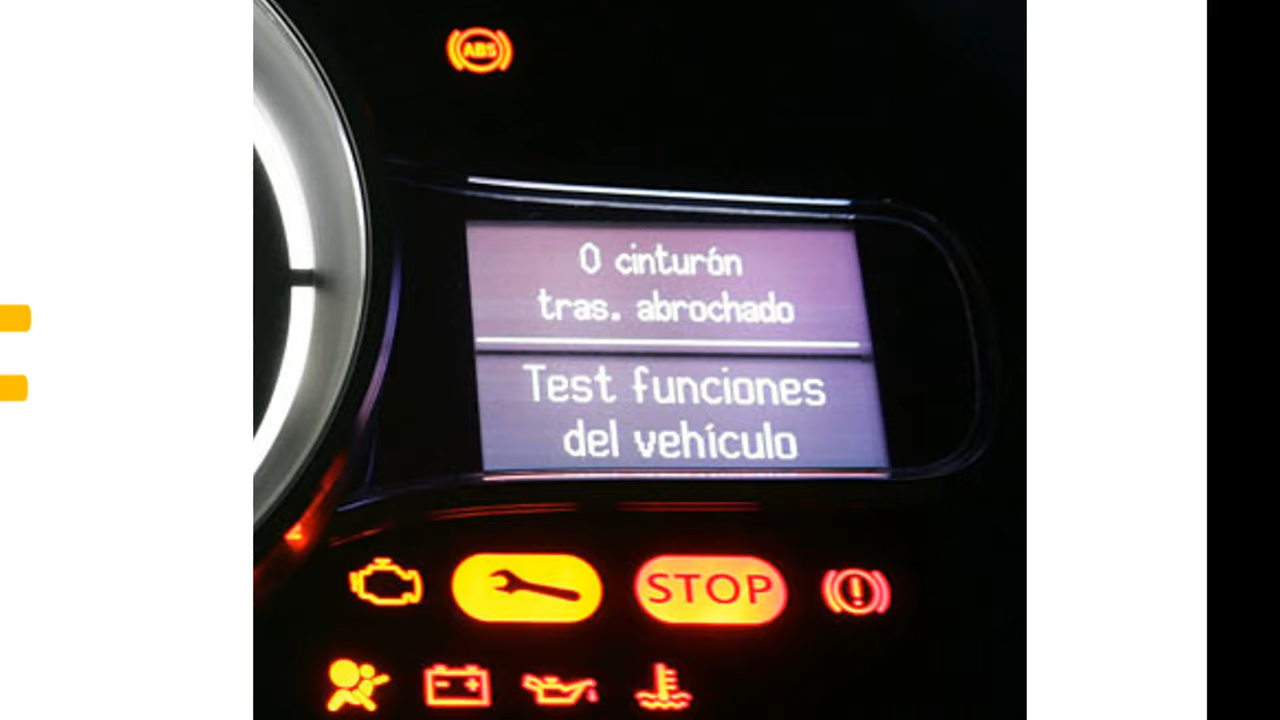 ABS
0 cinturón
tras. abrochado
Test funciones
del vehículo
STOP